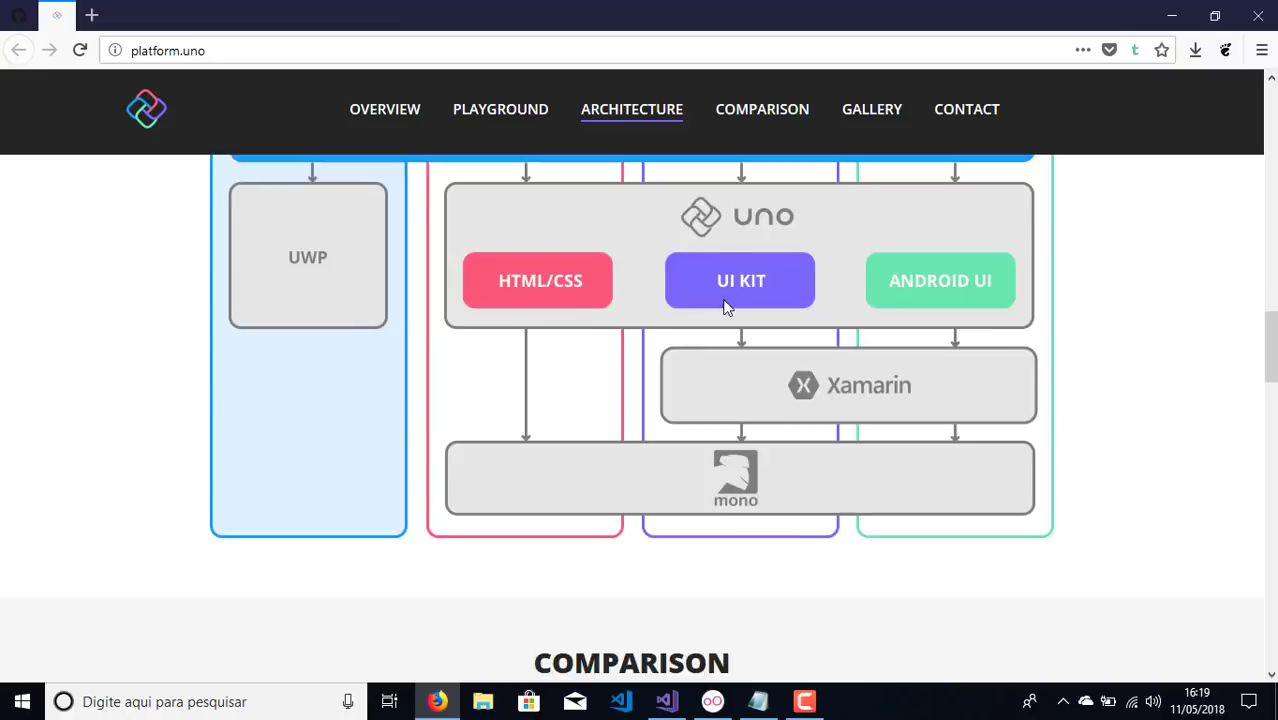 platform.uno
OVERVIEW PLAYGROUND ARCHITECTURE COMPARISON GALLERY CONTACT
uno
UWP
HTML/CSS UI KIT ANDROID UI
Xamarin
mono
COMPARISON
Digite aqui para pesquisar
16:19
11/05/2018